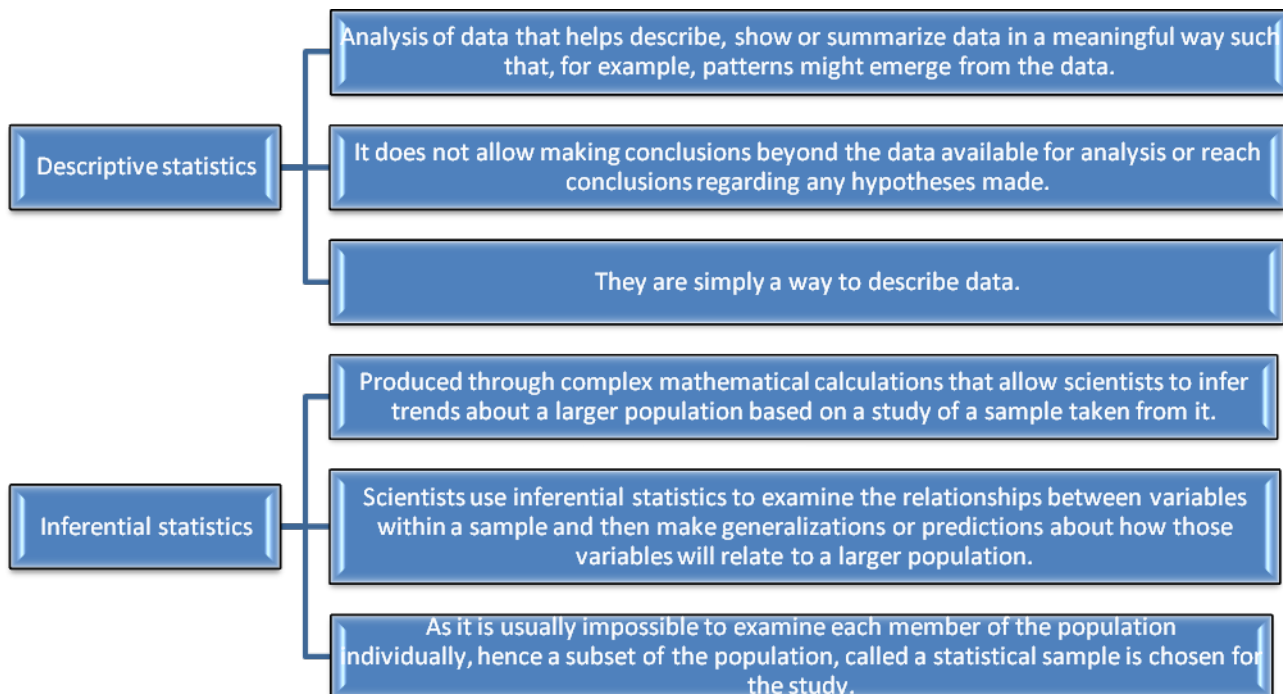 Analysis of data that helps describe, show or summarize data in a meaningful way such
that, for example, patterns might emerge from the data.
Descriptive statistics
It does not allow making conclusions beyond the data available for analysis or reach
conclusions regarding any hypotheses made.
They are simply a way to describe data.
Produced through complex mathematical calculations that allow scientists to infer
trends about a larger population based on a study of a sample taken from it.
Inferential statistics
Scientists use inferential statistics to examine the relationships between variables
within a sample and then make generalizations or predictions about how those
variables will relate to a larger population.
As it is usually impossible to examine each member of the population
individually, hence a subset of the population, called a statistical sample is chosen for
the study.